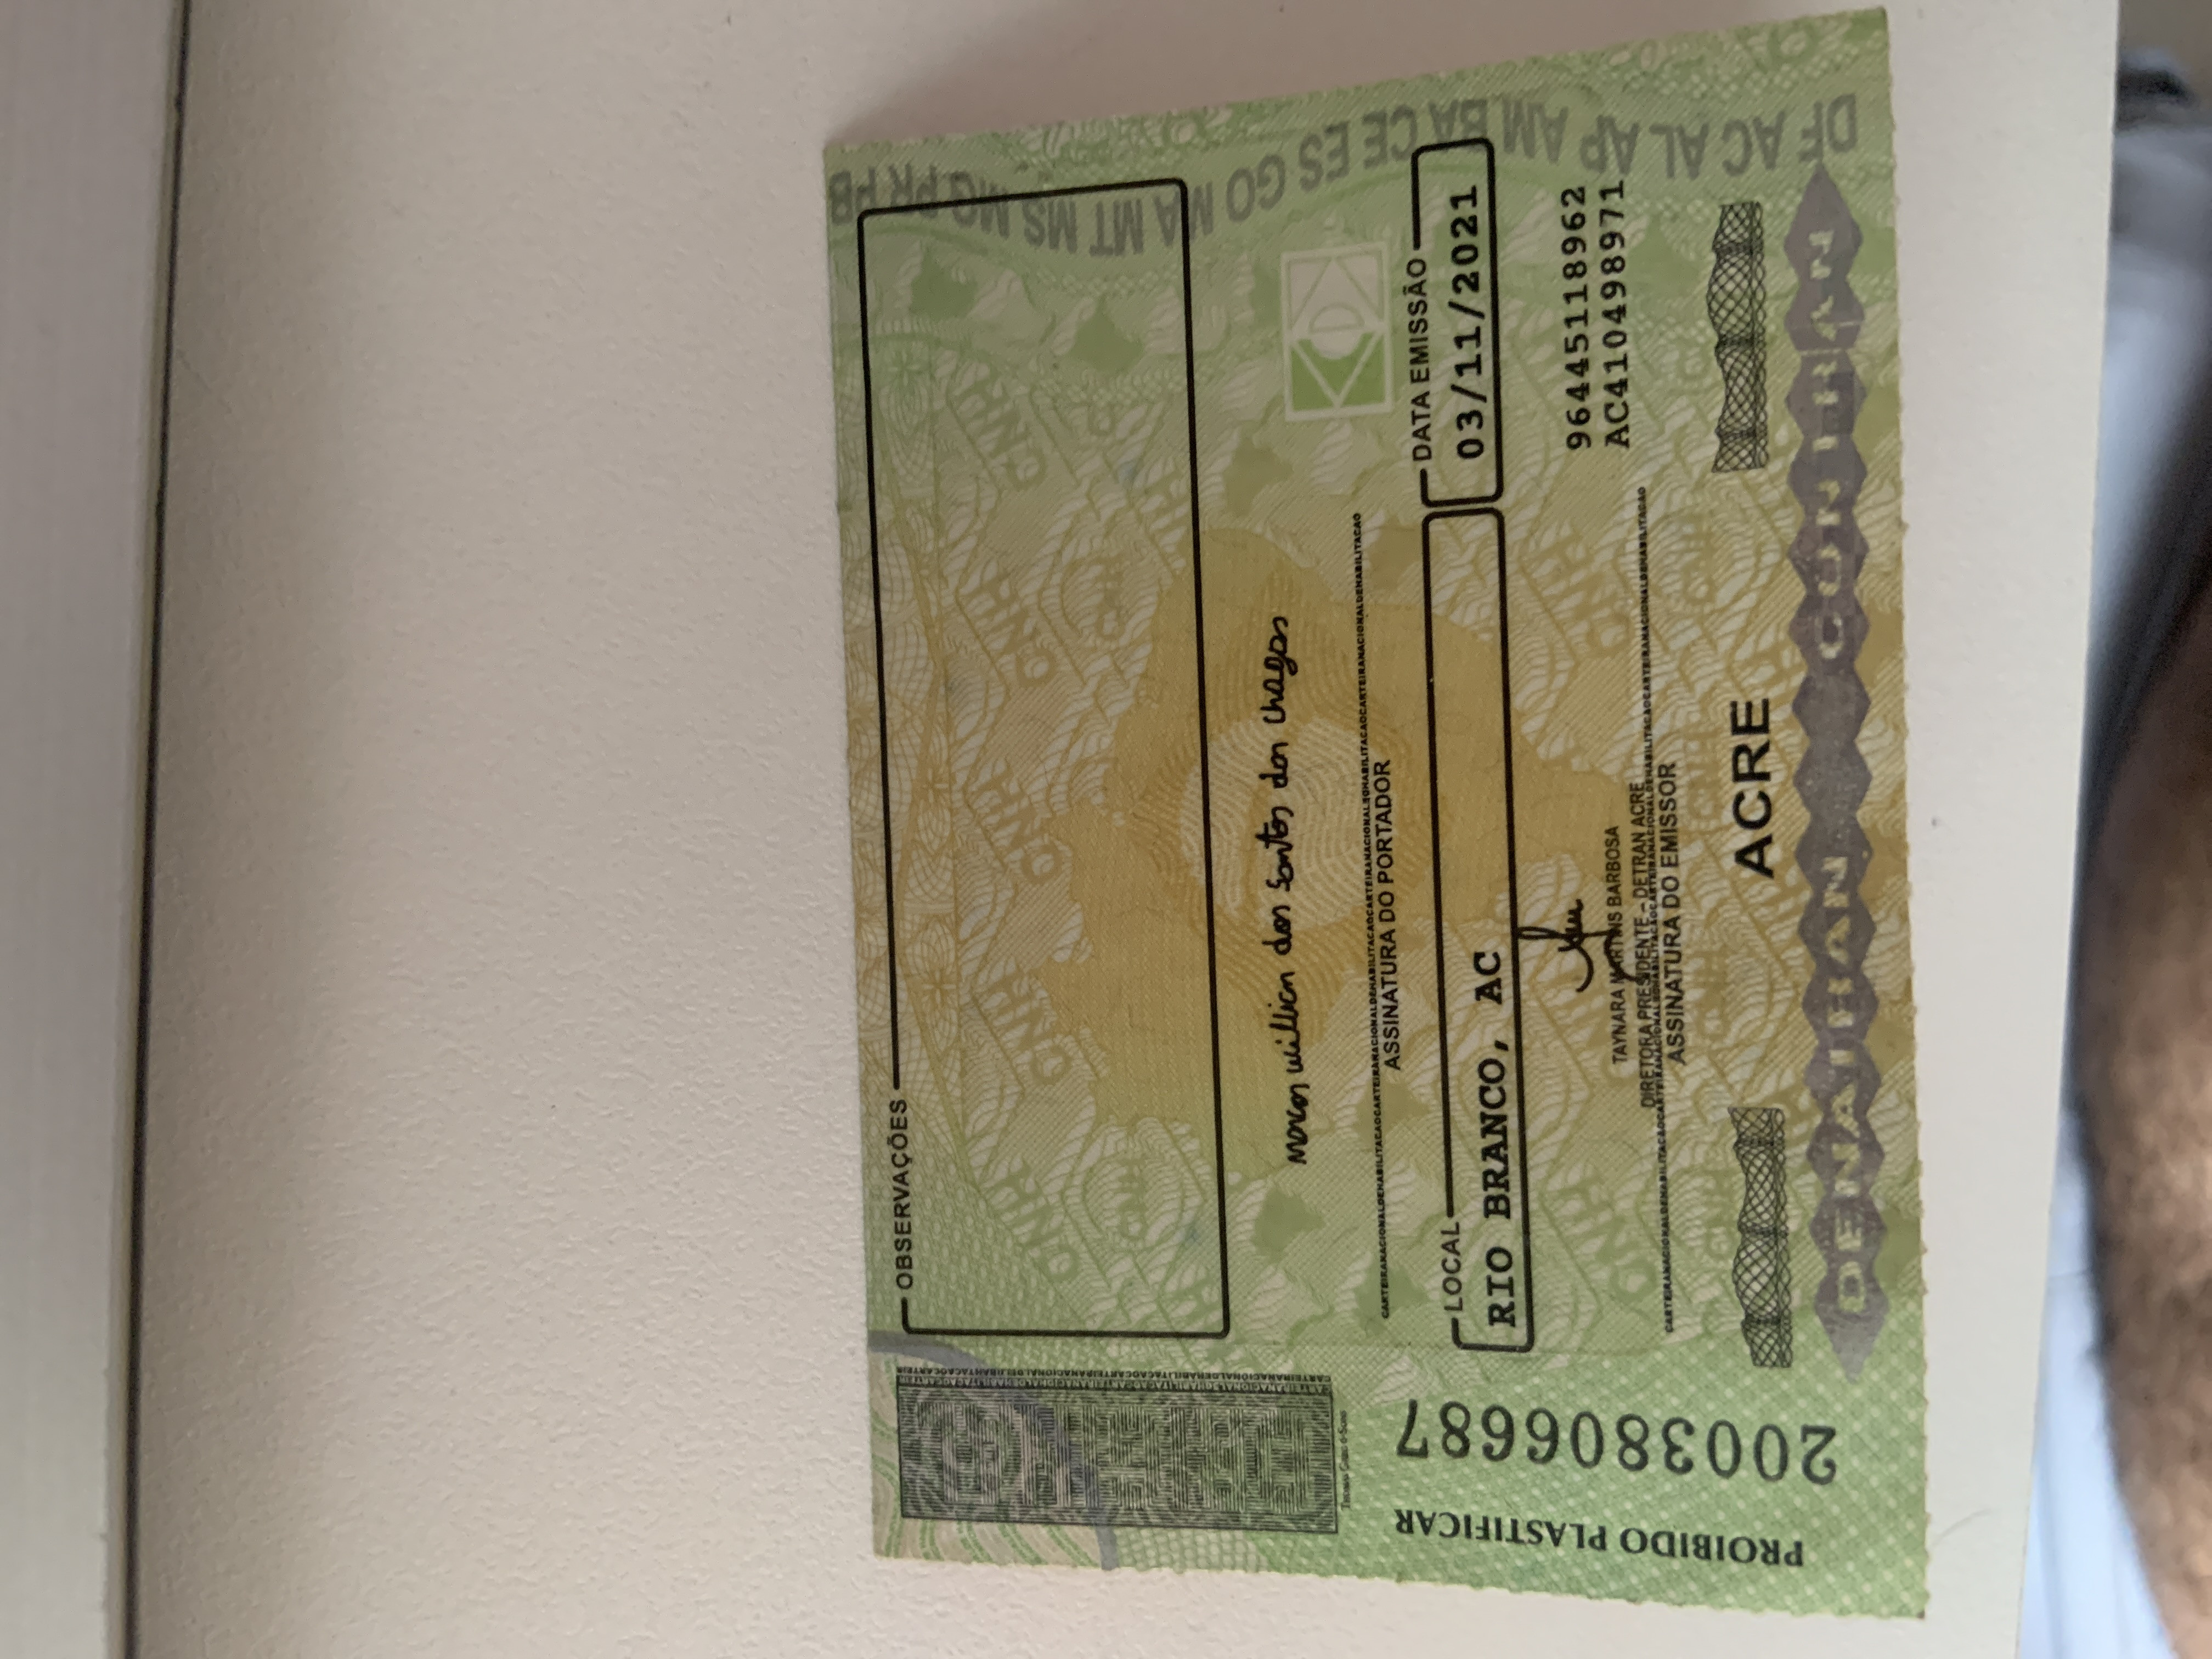 OBSERVAÇÕES
marcos willian dos santos das chagas
ASSINATURA DO PORTADOR
LOCAL
DATA EMISSÃO
RIO BRANCO, AC
03/11/2021
96445118962
AC410498971
TAYNARA MARTINS BARBOSA
DIRETORA PRESIDENTE - DETRAN ACRE
ASSINATURA DO EMISSOR
ACRE
DENATRAN CONTRAN
2003806687
PROIBIDO PLASTIFICAR
DF AC AL AP AM BA CE ES GO MA MT MS MG PR PB